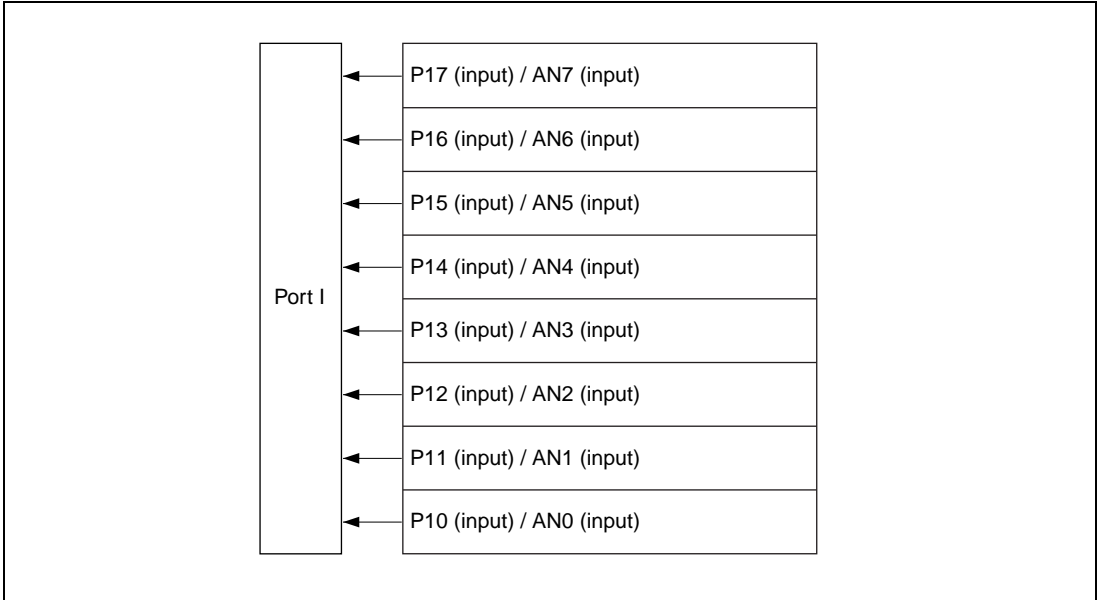 P17 (input) / AN7 (input)
P16 (input) / AN6 (input)
P15 (input) / AN5 (input)
P14 (input) / AN4 (input)
Port I
P13 (input) / AN3 (input)
P12 (input) / AN2 (input)
P11 (input) / AN1 (input)
P10 (input) / AN0 (input)